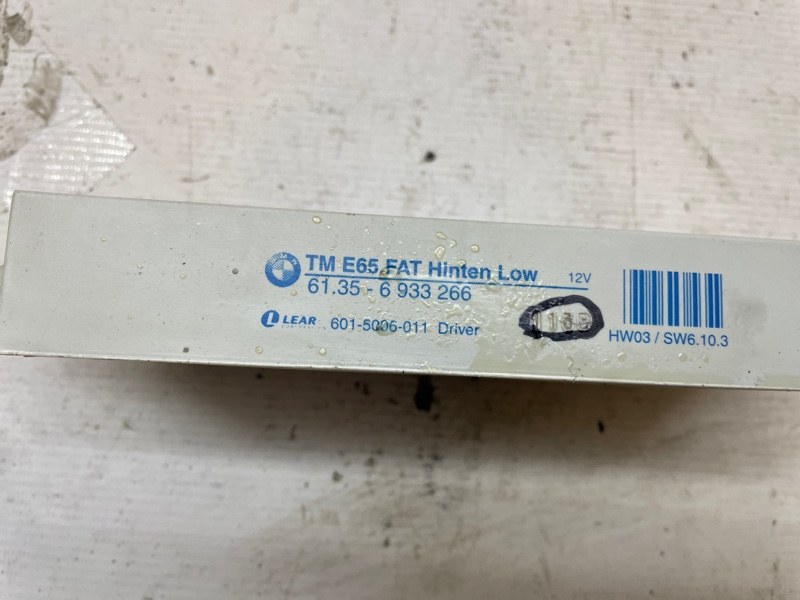 TM E65 FAT Hinten Low 12V
61.35 - 6 933 266
LEAR 601-5006-011 Driver
HW03 / SW6.10.3